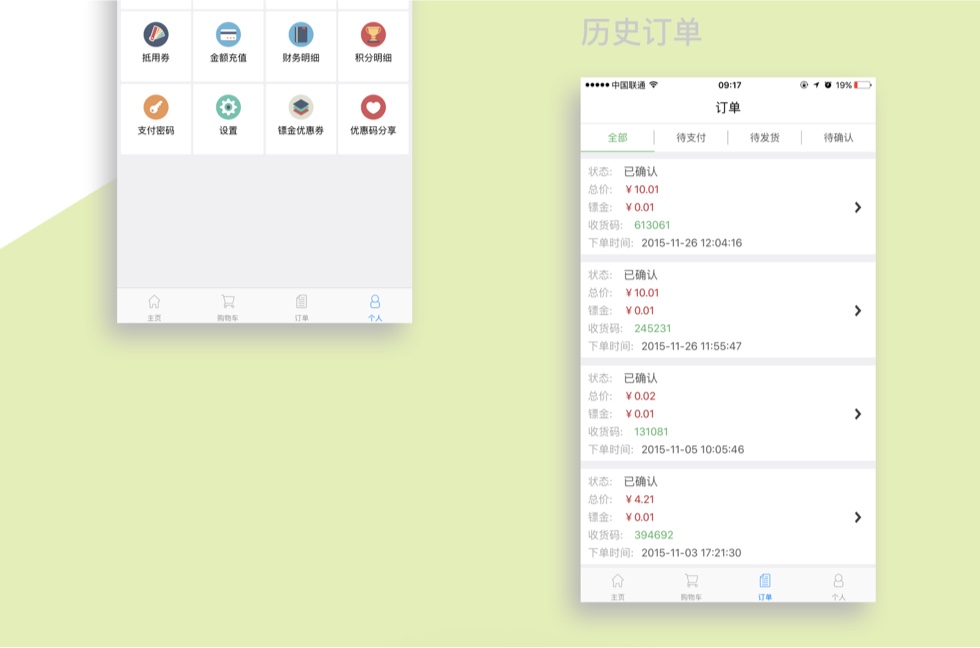 抵用券 金额充值 财务明细 积分明细
支付密码 设置 镖金优惠券 优惠码分享
主页 购物车 订单 个人
历史订单
中国联通 09:17 19%
订单
全部 待支付 待发货 待确认
状态: 已确认
总价: ￥10.01
镖金: ￥0.01
收货码: 613061
下单时间: 2015-11-26 12:04:16
状态: 已确认
总价: ￥10.01
镖金: ￥0.01
收货码: 245231
下单时间: 2015-11-26 11:55:47
状态: 已确认
总价: ￥0.02
镖金: ￥0.01
收货码: 131081
下单时间: 2015-11-05 10:05:46
状态: 已确认
总价: ￥4.21
镖金: ￥0.01
收货码: 394692
下单时间: 2015-11-03 17:21:30
主页 购物车 订单 个人